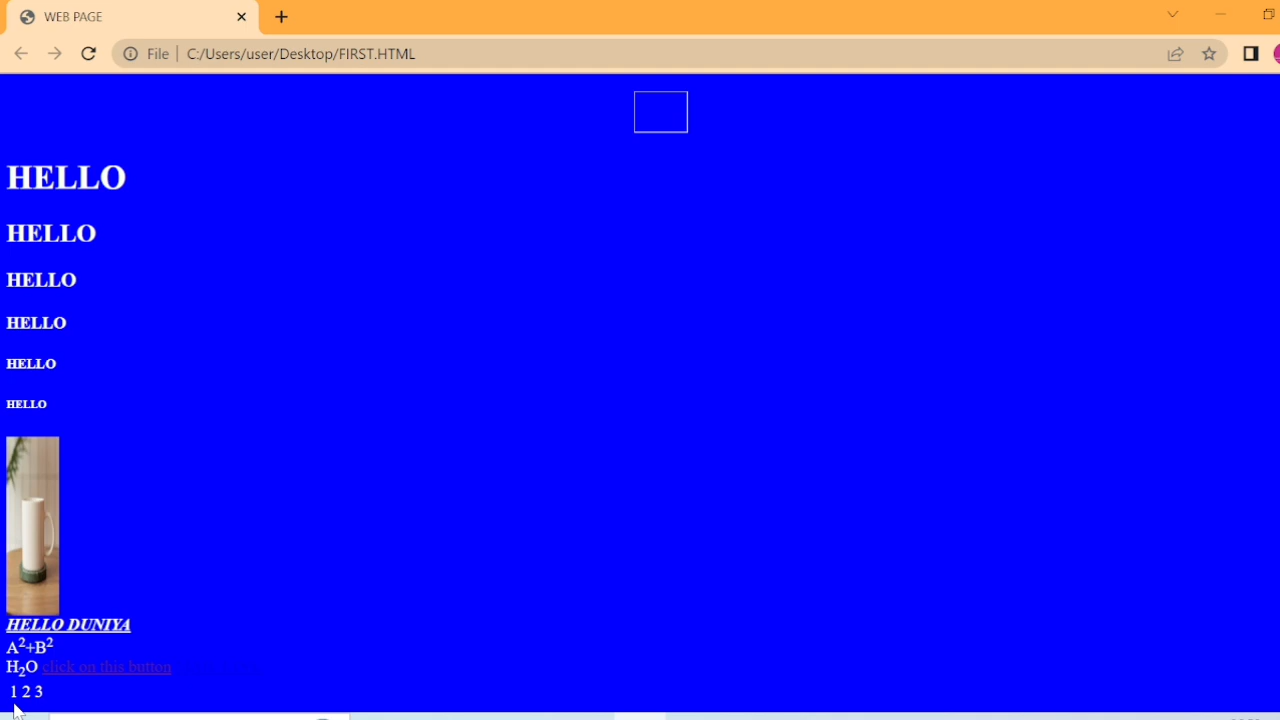 WEB PAGE
File C:/Users/user/Desktop/FIRST.HTML
HELLO
HELLO
HELLO
HELLO
HELLO
HELLO
HELLO DUNIYA
A²+B²
H₂O click on this button
1 2 3